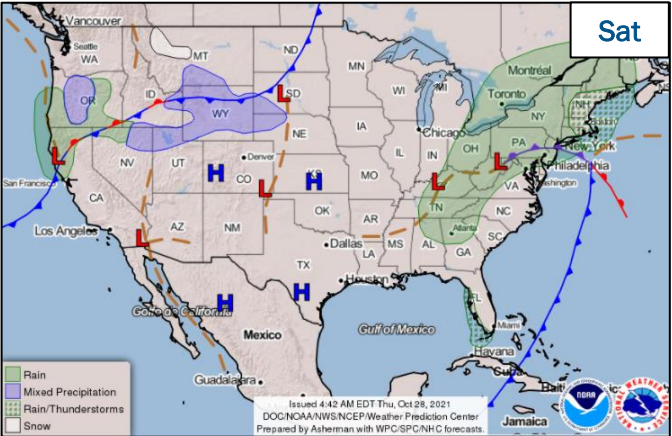 Sat
Vancouver
Seattle
WA
MT
ND
MN
Montréal
OR
ID
SD
WI
MI
Toronto
NH
WY
NY
Boston
IA
Chicago
NE
PA
New York
NV
UT
Denver
IL
IN
OH
Philadelphia
San Francisco
CO
KS
MO
Washington
VA
CA
H
H
L
L
L
L
L
L
OK
TN
NC
Los Angeles
AZ
NM
AR
Atlanta
SC
Dallas
MS
AL
GA
LA
TX
Houston
H
H
FL
Golfo de California
Mexico
Gulf of Mexico
Miami
Havana
Cuba
Guadalajara
Jamaica
Rain
Mixed Precipitation
Rain/Thunderstorms
Snow
Issued 4:42 AM EDT Thu, Oct 28, 2021
DOC/NOAA/NWS/NCEP/Weather Prediction Center
Prepared by Asherman with WPC/SPC/NHC forecasts.
NOAA